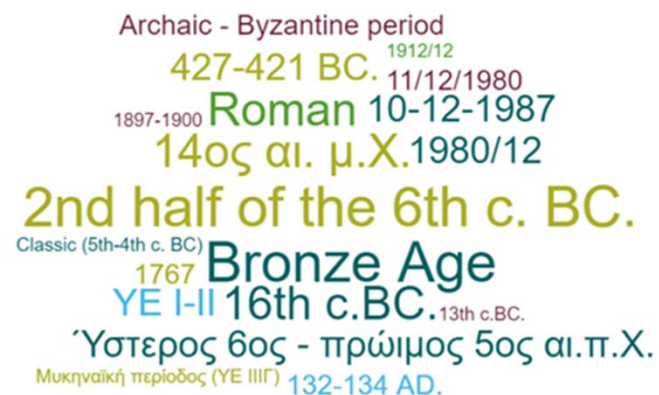 Archaic - Byzantine period
1912/12
427-421 BC.
11/12/1980
1897-1900 Roman 10-12-1987
14ος αι. μ.Χ. 1980/12
2nd half of the 6th c. BC.
Classic (5th-4th c. BC)
1767 Bronze Age
ΥΕ Ι-ΙΙ 16th c.BC. 13th c.BC.
Ύστερος 6ος - πρώιμος 5ος αι.π.Χ.
Μυκηναϊκή περίοδος (ΥΕ ΙΙΙΓ) 132-134 AD.